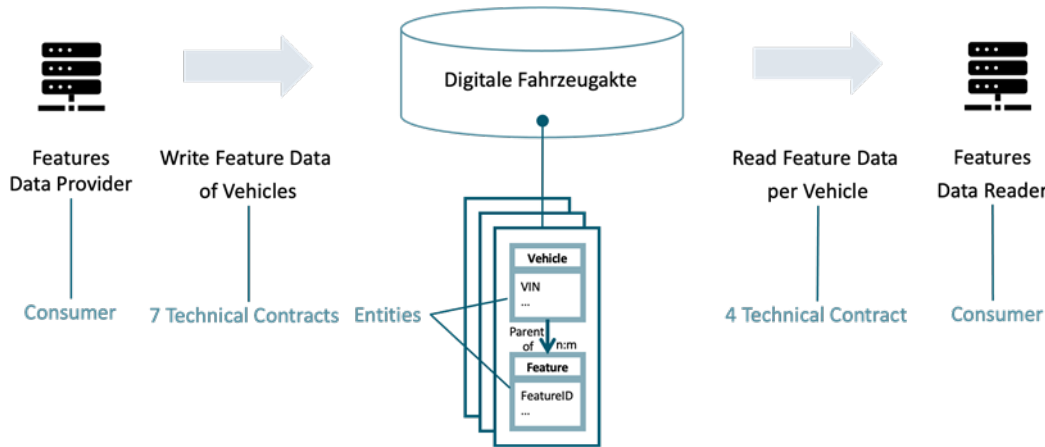 Digitale Fahrzeugakte
Features
Data Provider
Write Feature Data
of Vehicles
Read Feature Data
per Vehicle
Features
Data Reader
Vehicle
VIN
...
Consumer
7 Technical Contracts
Entities
4 Technical Contract
Consumer
Parent
of
n:m
Feature
FeatureID
...